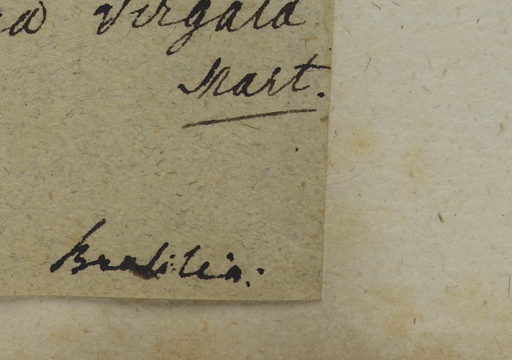 a Virgata
Mart.
Brasilia.